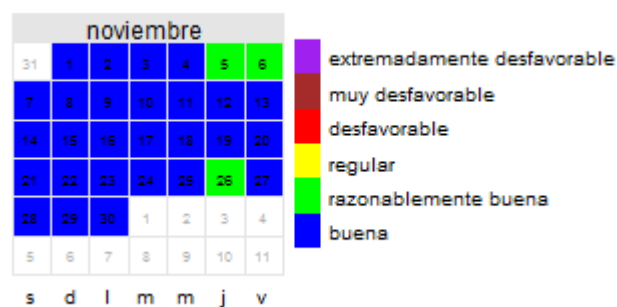 noviembre
31 1 2 3 4 5 6
7 8 9 10 11 12 13
14 15 16 17 18 19 20
21 22 23 24 25 26 27
28 29 30 1 2 3 4
5 6 7 8 9 10 11
s d l m m j v
extremadamente desfavorable
muy desfavorable
desfavorable
regular
razonablemente buena
buena